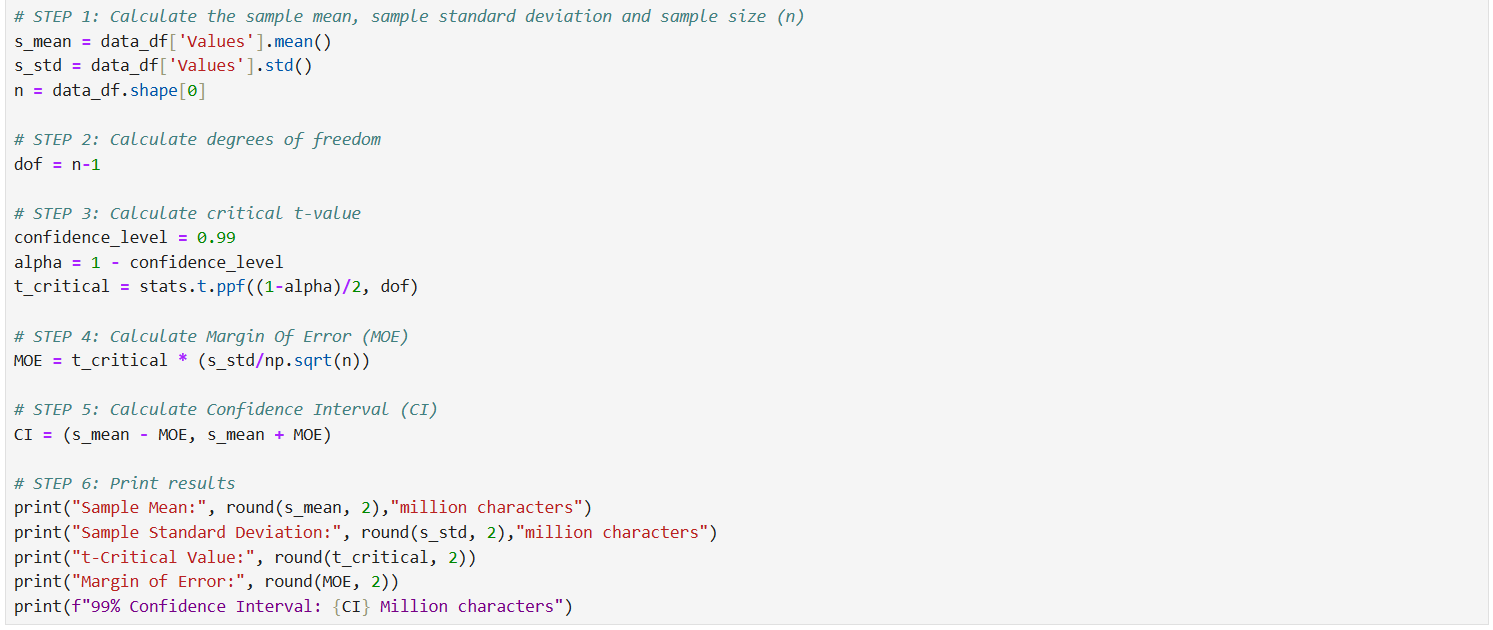 # STEP 1: Calculate the sample mean, sample standard deviation and sample size (n)
s_mean = data_df['Values'].mean()
s_std = data_df['Values'].std()
n = data_df.shape[0]

# STEP 2: Calculate degrees of freedom
dof = n-1

# STEP 3: Calculate critical t-value
confidence_level = 0.99
alpha = 1 - confidence_level
t_critical = stats.t.ppf((1-alpha)/2, dof)

# STEP 4: Calculate Margin Of Error (MOE)
MOE = t_critical * (s_std/np.sqrt(n))

# STEP 5: Calculate Confidence Interval (CI)
CI = (s_mean - MOE, s_mean + MOE)

# STEP 6: Print results
print("Sample Mean:", round(s_mean, 2),"million characters")
print("Sample Standard Deviation:", round(s_std, 2),"million characters")
print("t-Critical Value:", round(t_critical, 2))
print("Margin of Error:", round(MOE, 2))
print(f"99% Confidence Interval: {CI} Million characters")